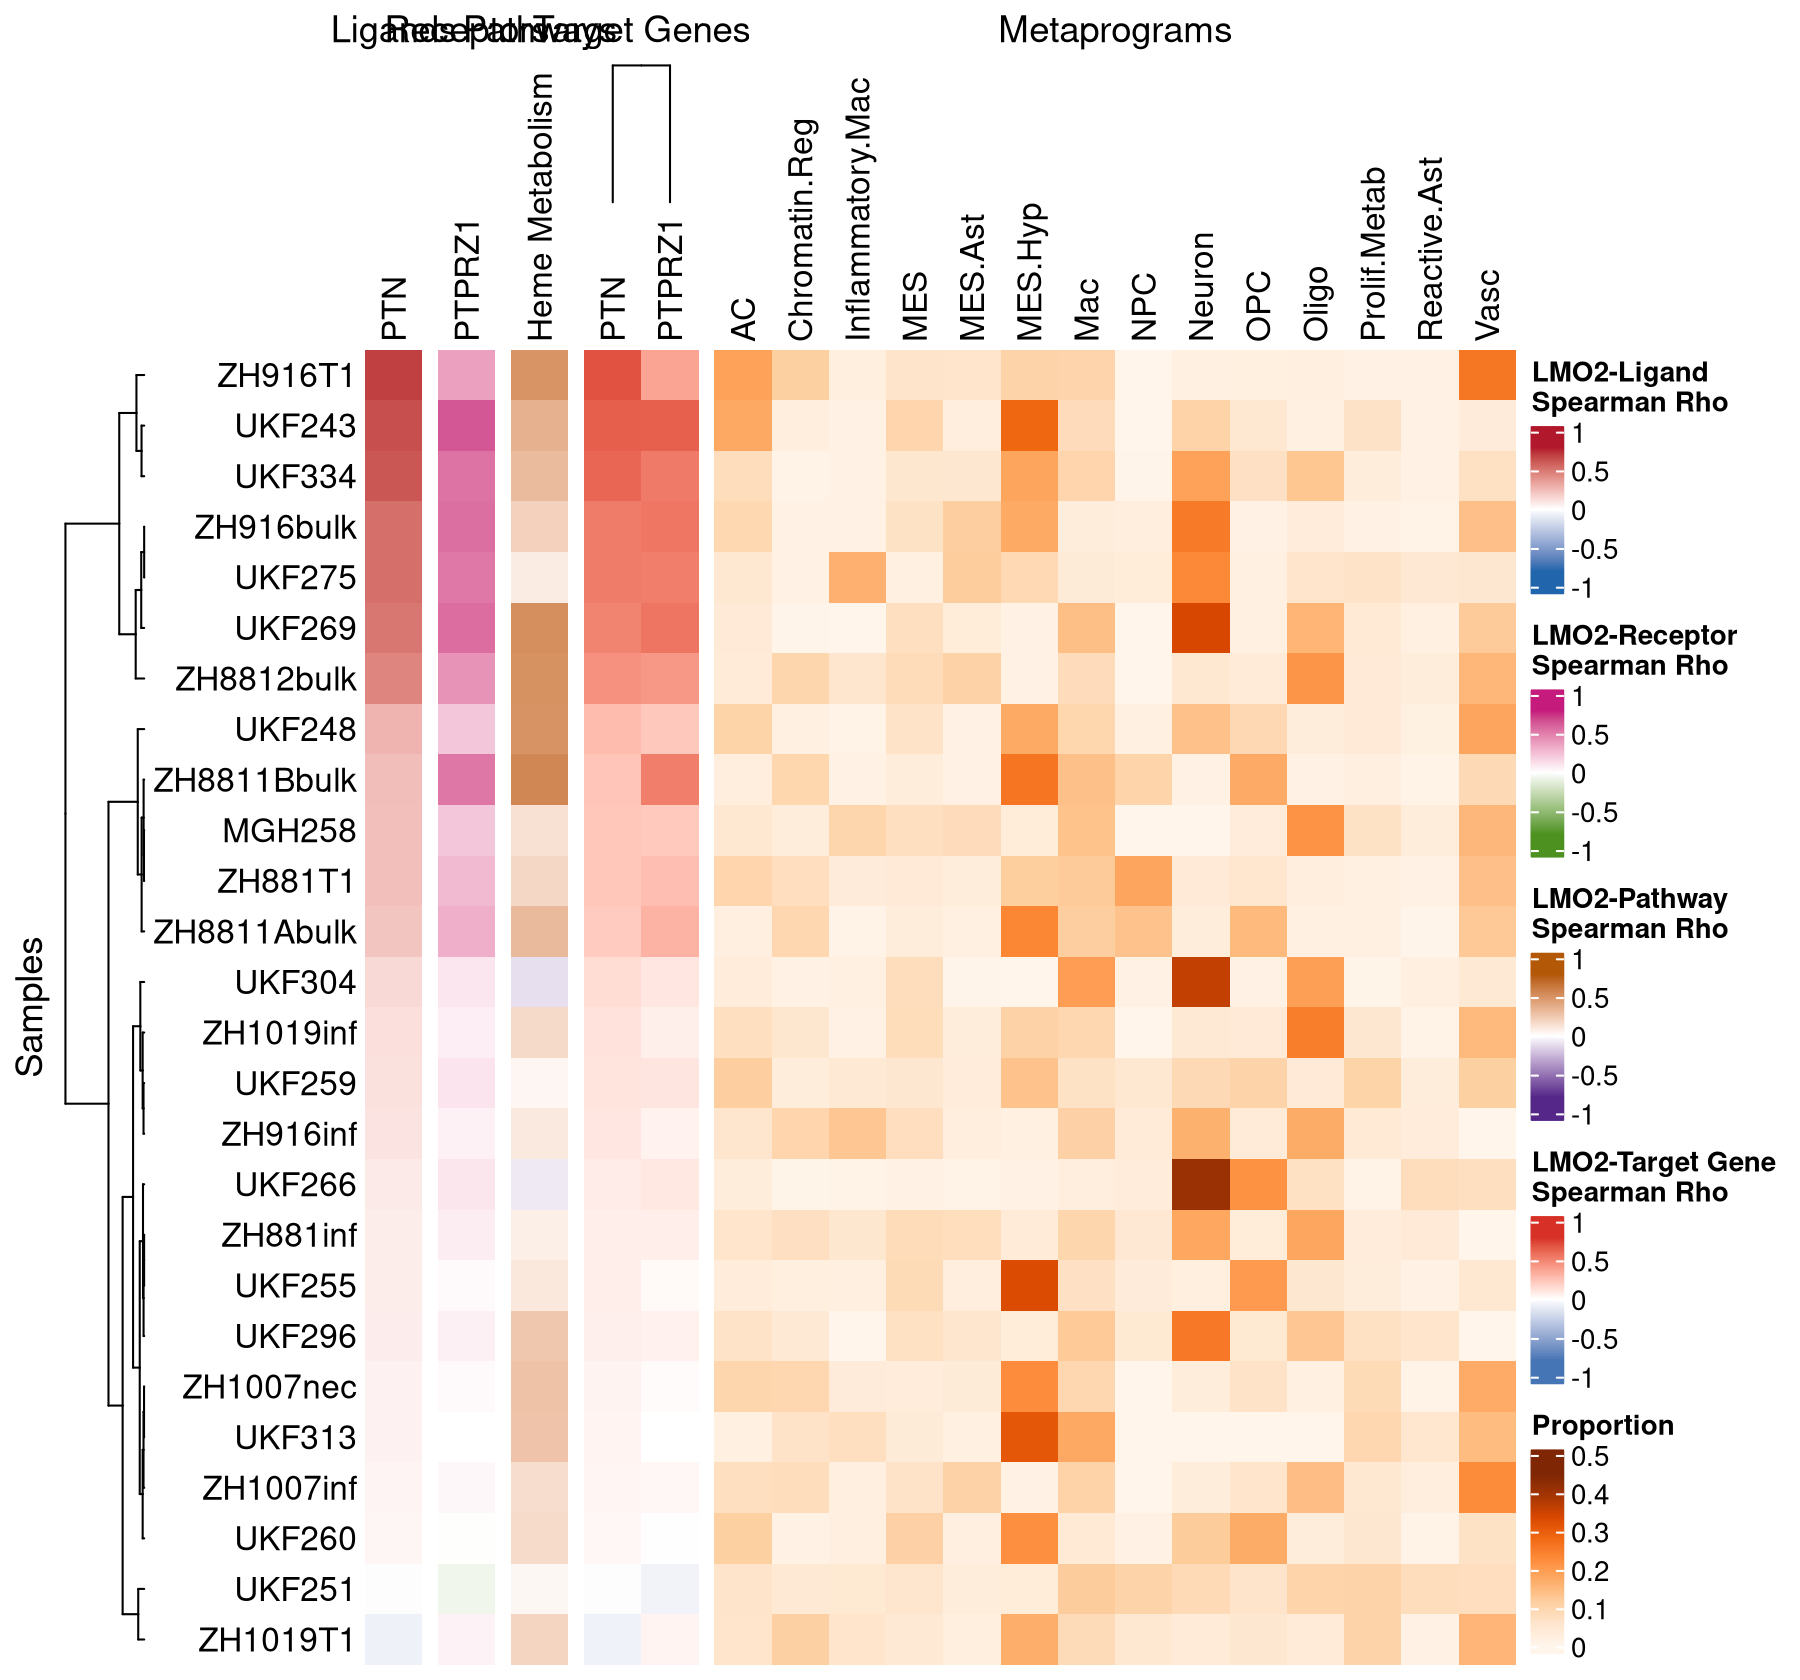 Ligands Receptors Pathways Target Genes Metaprograms
PTN PTPRZ1 Heme Metabolism PTN PTPRZ1 AC Chromatin.Reg Inflammatory.Mac MES MES.Ast MES.Hyp Mac NPC Neuron OPC Oligo Prolif.Metab Reactive.Ast Vasc
Samples
ZH916T1
UKF243
UKF334
ZH916bulk
UKF275
UKF269
ZH8812bulk
UKF248
ZH8811Bbulk
MGH258
ZH881T1
ZH8811Abulk
UKF304
ZH1019inf
UKF259
ZH916inf
UKF266
ZH881inf
UKF255
UKF296
ZH1007nec
UKF313
ZH1007inf
UKF260
UKF251
ZH1019T1
LMO2-Ligand
Spearman Rho
1
0.5
0
-0.5
-1
LMO2-Receptor
Spearman Rho
1
0.5
0
-0.5
-1
LMO2-Pathway
Spearman Rho
1
0.5
0
-0.5
-1
LMO2-Target Gene
Spearman Rho
1
0.5
0
-0.5
-1
Proportion
0.5
0.4
0.3
0.2
0.1
0